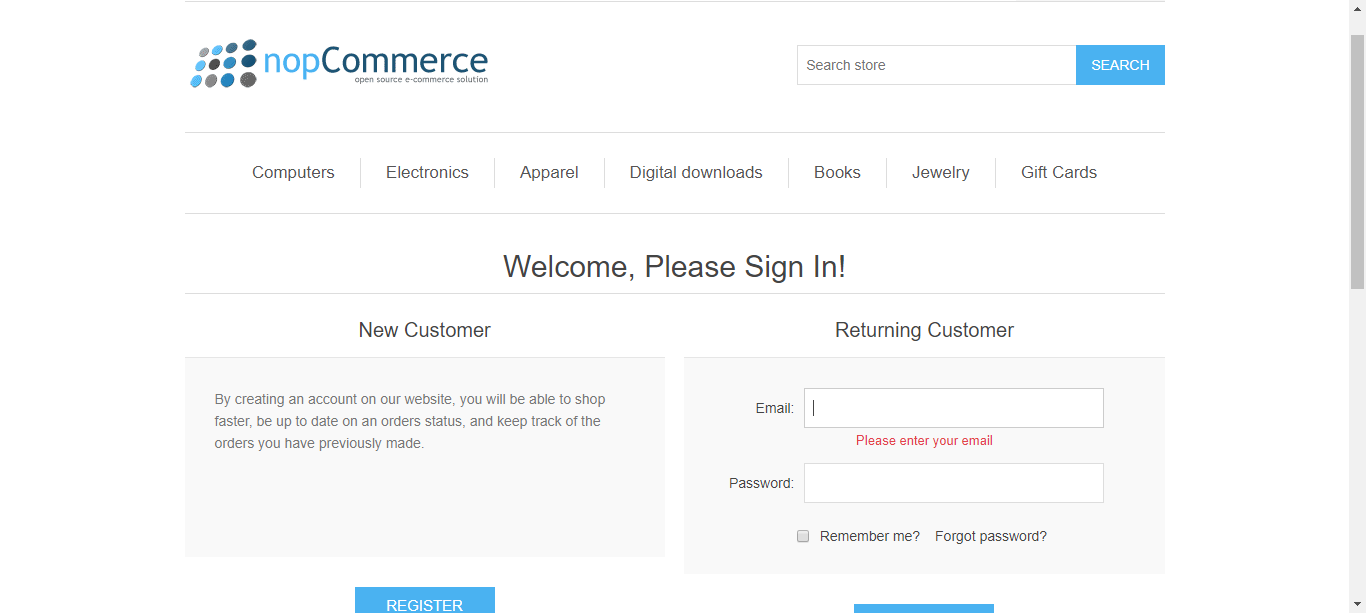 nopCommerce
open source e-commerce solution
Search store
SEARCH
Computers
Electronics
Apparel
Digital downloads
Books
Jewelry
Gift Cards
Welcome, Please Sign In!
New Customer
By creating an account on our website, you will be able to shop
faster, be up to date on an orders status, and keep track of the
orders you have previously made.
REGISTER
Returning Customer
Email:
Please enter your email
Password:
Remember me?
Forgot password?